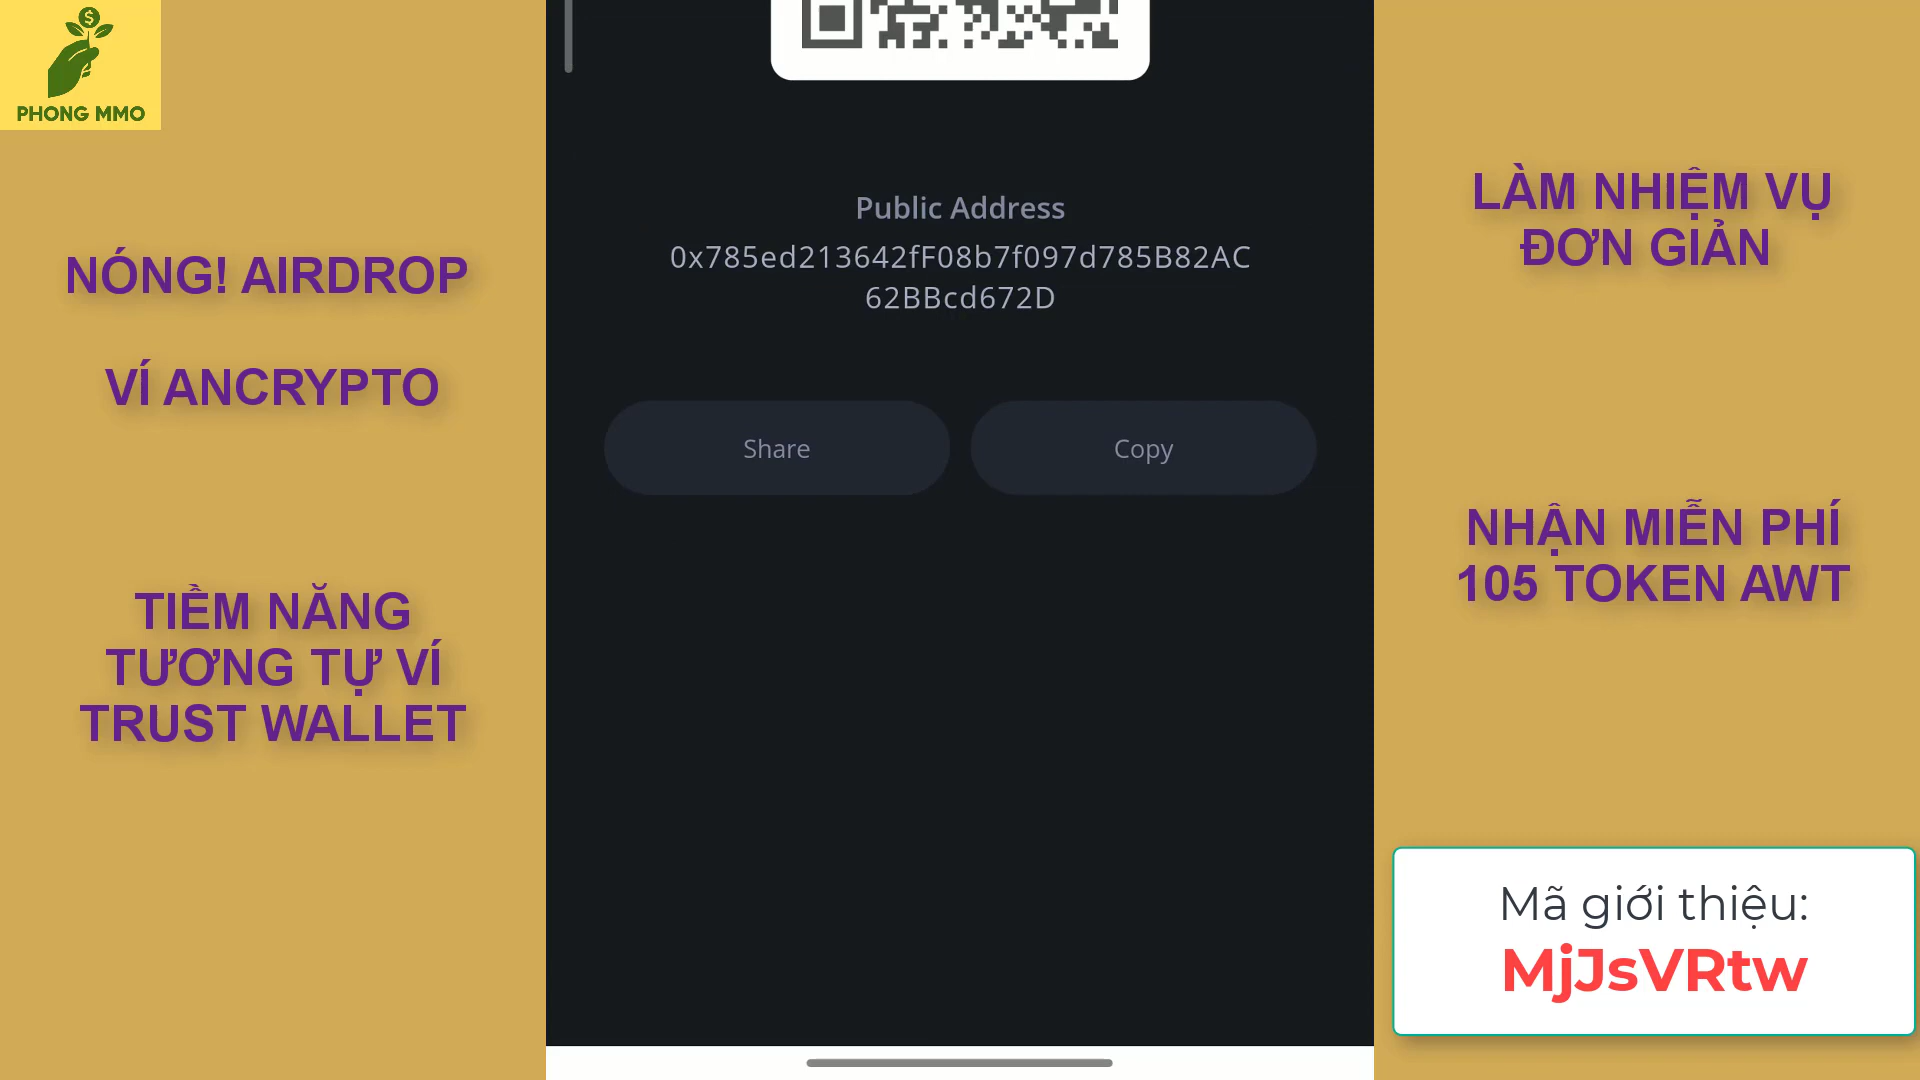 PHONG MMO
NÓNG! AIRDROP
VÍ ANCRYPTO
TIỀM NĂNG
TƯƠNG TỰ VÍ
TRUST WALLET
Public Address
0x785ed213642fF08b7f097d785B82AC
62BBcd672D
Share
Copy
LÀM NHIỆM VỤ
ĐƠN GIẢN
NHẬN MIỄN PHÍ
105 TOKEN AWT
Mã giới thiệu:
MjJsVRtw